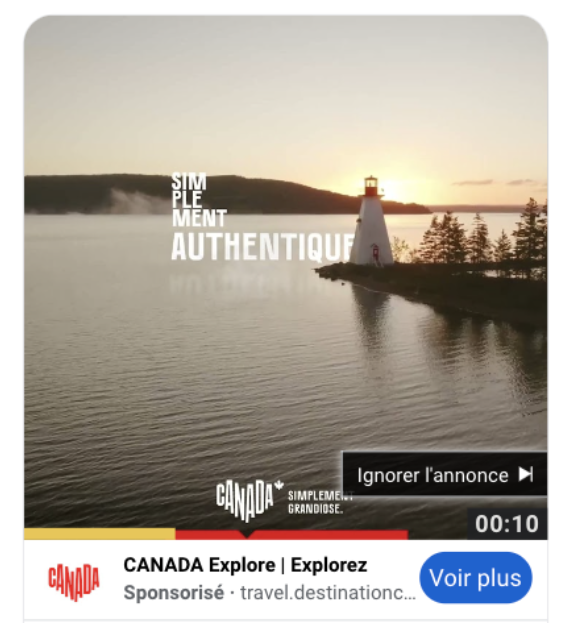 SIM
PLE
MENT
AUTHENTIQUE
Ignorer l'annonce
CANADA SIMPLEMENT
GRANDIOSE.
00:10
CANADA CANADA Explore | Explorez
Sponsorisé · travel.destinationc...
Voir plus